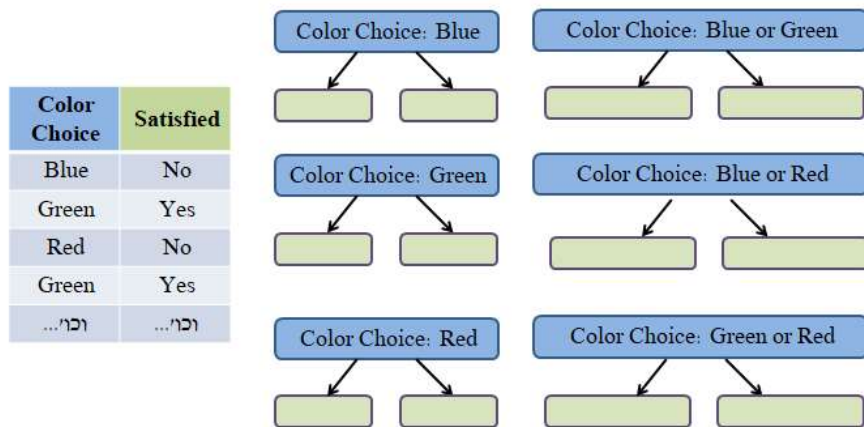 Color Choice: Blue
Color Choice: Blue or Green
Color
Choice
Satisfied
Blue No
Green Yes
Red No
Green Yes
וכו'... וכו'...
Color Choice: Green
Color Choice: Blue or Red
Color Choice: Red
Color Choice: Green or Red